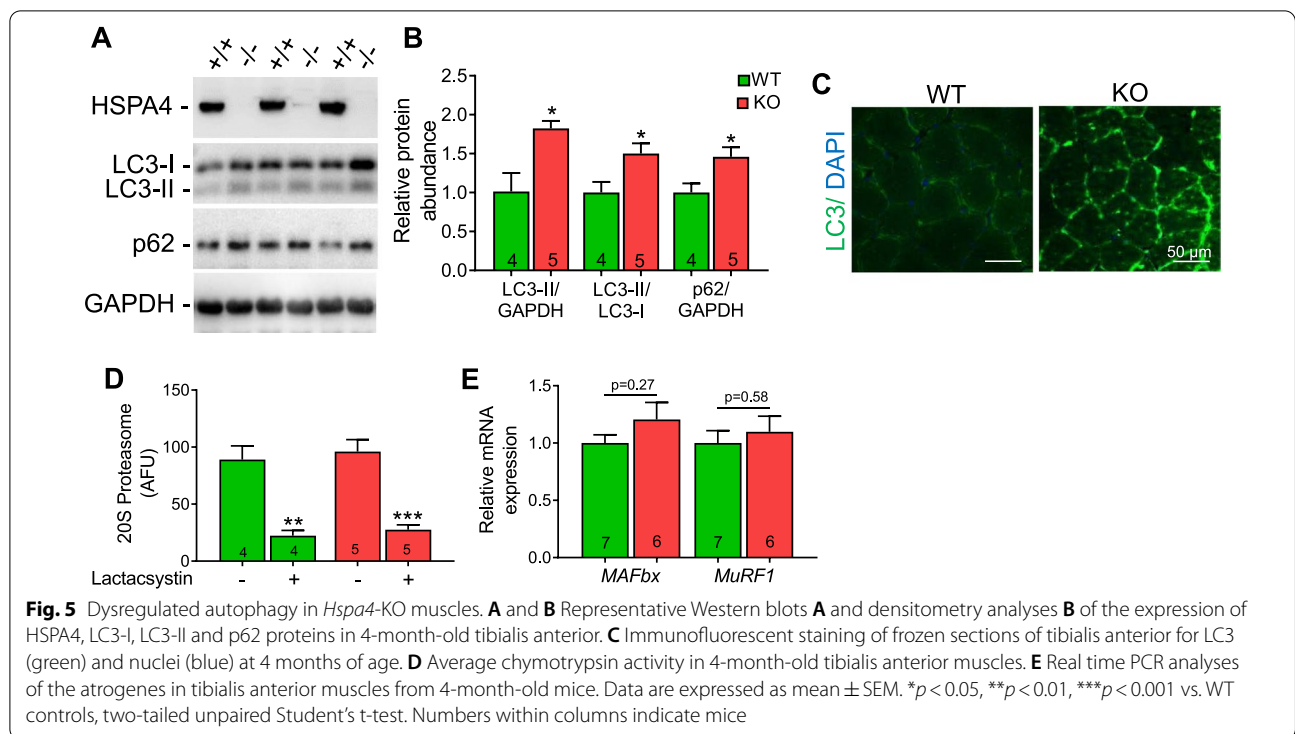 A
+/+ -/- +/+ -/- +/+ -/-
HSPA4 -
LC3-I -
LC3-II -
p62 -
GAPDH -
B
WT
KO
Relative protein
abundance
2.5
2.0
1.5
1.0
0.5
0.0
* * *
4 5 4 5 4 5
LC3-II/ LC3-II/ p62/
GAPDH LC3-I GAPDH
C
WT KO
LC3/ DAPI
50 µm
D
20S Proteasome
(AFU)
150
100
50
0
** ***
4 4 5 5
Lactacsystin - + - +
E
Relative mRNA
expression
1.5
1.0
0.5
0.0
p=0.27 p=0.58
7 6 7 6
MAFbx MuRF1
Fig. 5 Dysregulated autophagy in Hspa4-KO muscles. A and B Representative Western blots A and densitometry analyses B of the expression of
HSPA4, LC3-I, LC3-II and p62 proteins in 4-month-old tibialis anterior. C Immunofluorescent staining of frozen sections of tibialis anterior for LC3
(green) and nuclei (blue) at 4 months of age. D Average chymotrypsin activity in 4-month-old tibialis anterior muscles. E Real time PCR analyses
of the atrogenes in tibialis anterior muscles from 4-month-old mice. Data are expressed as mean ± SEM. *p < 0.05, **p < 0.01, ***p < 0.001 vs. WT
controls, two-tailed unpaired Student's t-test. Numbers within columns indicate mice